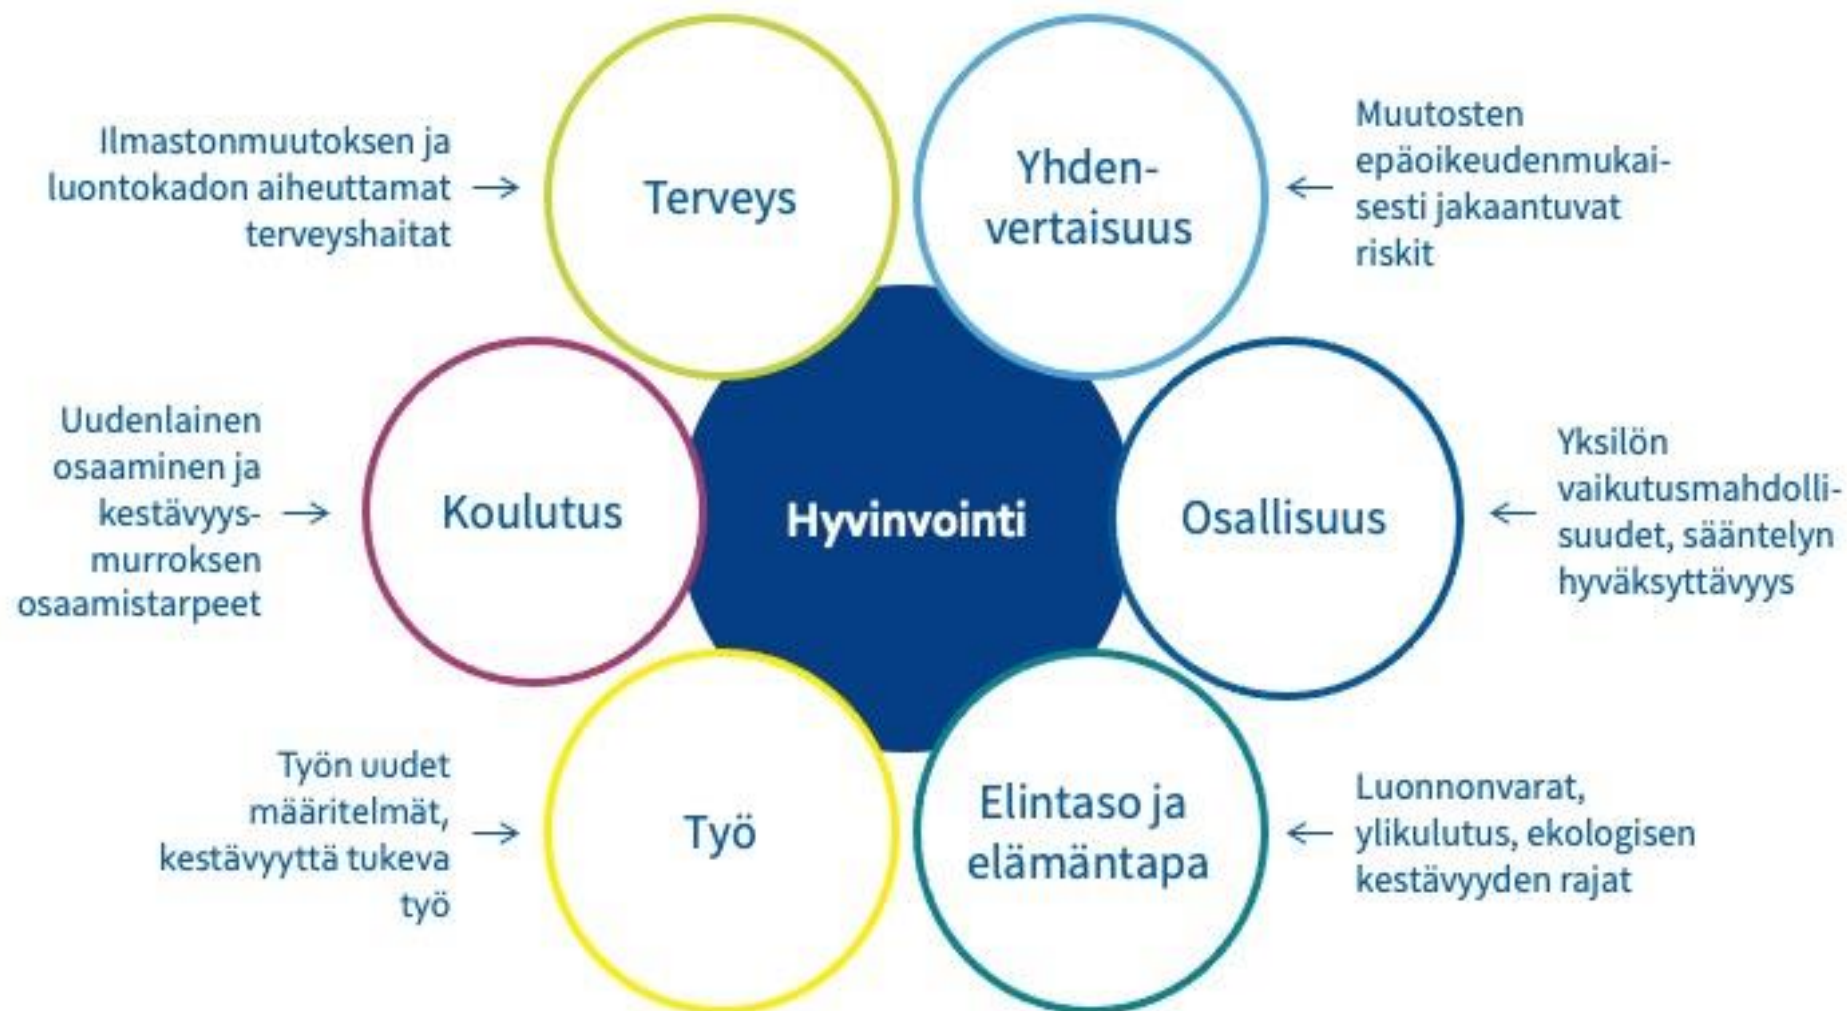 Ilmastonmuutoksen ja
luontokadon aiheuttamat
terveyshaitat
Terveys
Yhden-
vertaisuus
Muutosten
epäoikeudenmukai-
sesti jakaantuvat
riskit
Uudenlainen
osaaminen ja
kestävyys-
murroksen
osaamistarpeet
Koulutus
Hyvinvointi
Osallisuus
Yksilön
vaikutusmahdolli-
suudet, sääntelyn
hyväksyttävyys
Työn uudet
määritelmät,
kestävyyttä tukeva
työ
Työ
Elintaso ja
elämäntapa
Luonnonvarat,
ylikulutus, ekologisen
kestävyyden rajat